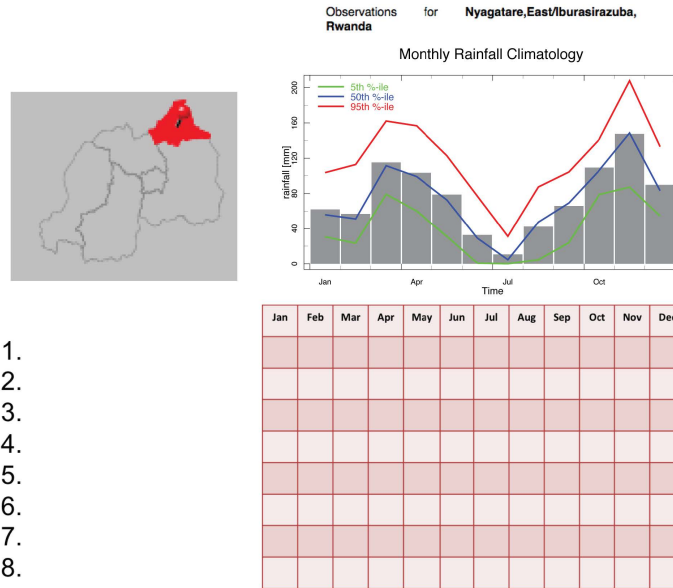 Observations for Nyagatare,East/Iburasirazuba,
Rwanda
Monthly Rainfall Climatology
5th %-ile
50th %-ile
95th %-ile
rainfall [mm]
200
160
120
80
40
0
Jan Apr Jul Oct
Time
Jan Feb Mar Apr May Jun Jul Aug Sep Oct Nov Dec
1.
2.
3.
4.
5.
6.
7.
8.